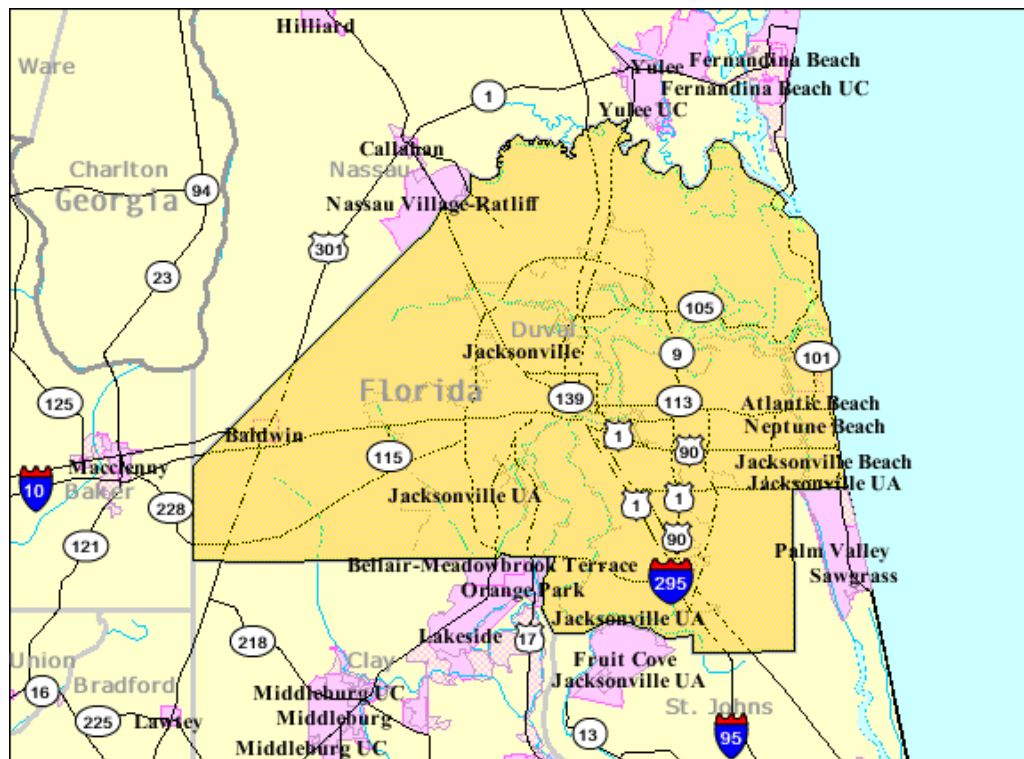 Hilliard
Ware
Fernandina Beach
Yulee
Fernandina Beach UC
1
Yulee UC
Callahan
Charlton
Nassau
94
Georgia
Nassau Village-Ratliff
301
23
105
Duval
Jacksonville
9
101
Florida
139
113
125
Atlantic Beach
Neptune Beach
Baldwin
1
90
115
Jacksonville Beach
Macclenny
Jacksonville UA
10
Baker
Jacksonville UA
1
1
228
90
121
Palm Valley
Bellair-Meadowbrook Terrace
Sawgrass
295
Orange Park
Jacksonville UA
218
Lakeside
17
Union
Clay
Fruit Cove
Jacksonville UA
Bradford
16
Middleburg UC
St. Johns
225
Lawtey
Middleburg
13
95
Middleburg UC